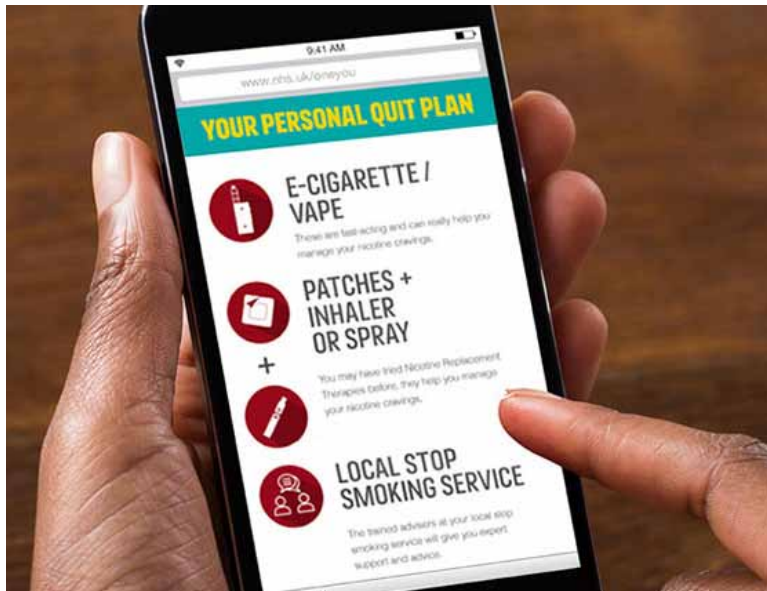 9:41 AM
www.nhs.uk/oneyou
YOUR PERSONAL QUIT PLAN
E-CIGARETTE /
VAPE
These are fast-acting and can really help you
manage your nicotine cravings.
PATCHES +
INHALER
OR SPRAY
+
You may have tried Nicotine Replacement
Therapies before, they help you manage
your nicotine cravings.
LOCAL STOP
SMOKING SERVICE
The trained advisors at your local stop
smoking service will give you expert
support and advice.